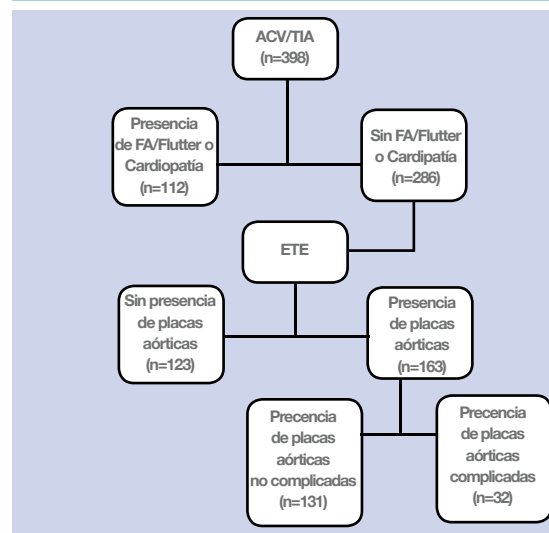 ACV/TIA
(n=398)
Presencia
de FA/Flutter o
Cardiopatía
(n=112)
Sin FA/Flutter
o Cardipatía
(n=286)
ETE
Sin presencia
de placas
aórticas
(n=123)
Presencia
de placas
aórticas
(n=163)
Precencia
de placas
aórticas
no complicadas
(n=131)
Precencia
de placas
aórticas
complicadas
(n=32)